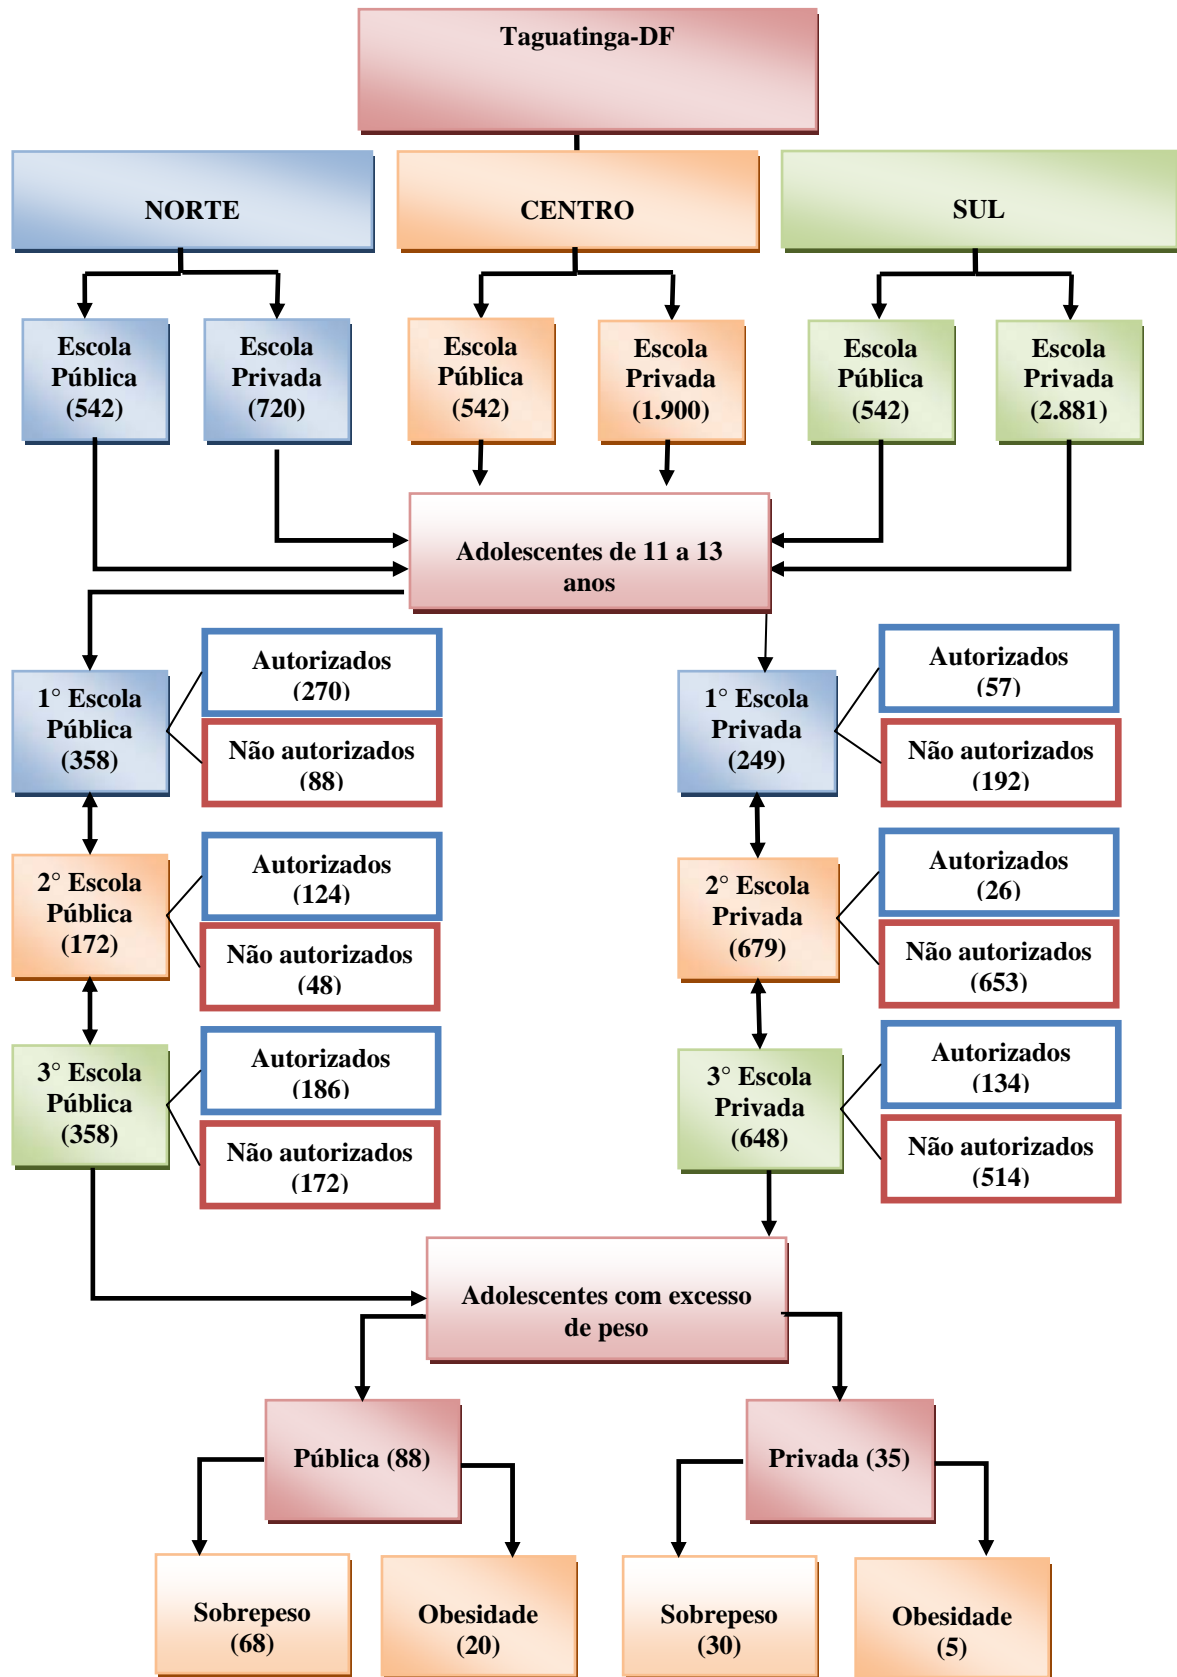 Taguatinga-DF
NORTE
CENTRO
SUL
Escola
Pública
(542)
Escola
Privada
(720)
Escola
Pública
(542)
Escola
Privada
(1.900)
Escola
Pública
(542)
Escola
Privada
(2.881)
Adolescentes de 11 a 13
anos
1° Escola
Pública
(358)
Autorizados
(270)
Não autorizados
(88)
1° Escola
Privada
(249)
Autorizados
(57)
Não autorizados
(192)
2° Escola
Pública
(172)
Autorizados
(124)
Não autorizados
(48)
2° Escola
Privada
(679)
Autorizados
(26)
Não autorizados
(653)
3° Escola
Pública
(358)
Autorizados
(186)
Não autorizados
(172)
3° Escola
Privada
(648)
Autorizados
(134)
Não autorizados
(514)
Adolescentes com excesso
de peso
Pública (88)
Privada (35)
Sobrepeso
(68)
Obesidade
(20)
Sobrepeso
(30)
Obesidade
(5)